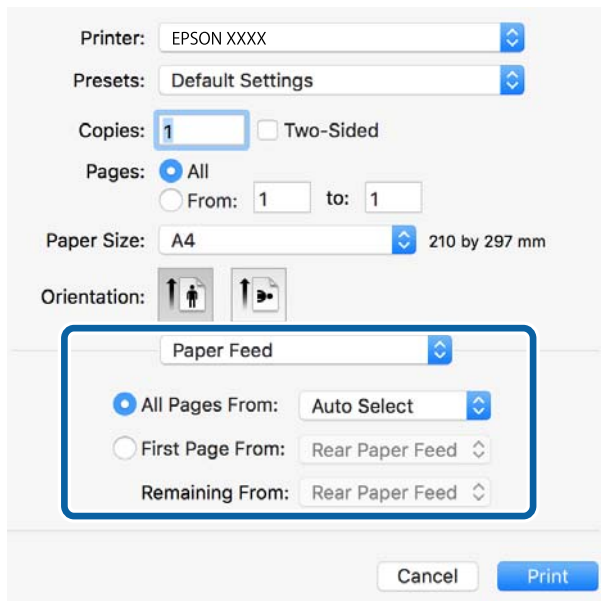 Printer: EPSON XXXX
Presets: Default Settings
Copies: 1 Two-Sided
Pages: All
From: 1 to: 1
Paper Size: A4 210 by 297 mm
Orientation:
Paper Feed
All Pages From: Auto Select
First Page From: Rear Paper Feed
Remaining From: Rear Paper Feed
Cancel Print